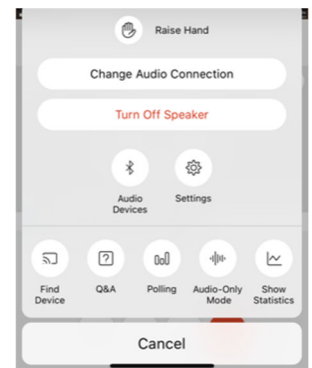 Raise Hand
Change Audio Connection
Turn Off Speaker
Audio
Devices
Settings
Find
Device
Q&A
Polling
Audio-Only
Mode
Show
Statistics
Cancel